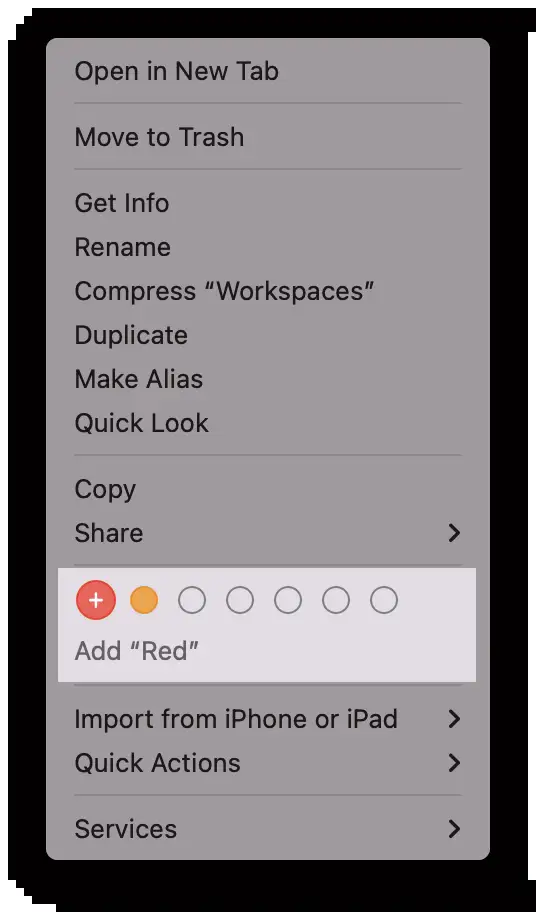 Open in New Tab
Move to Trash
Get Info
Rename
Compress “Workspaces”
Duplicate
Make Alias
Quick Look
Copy
Share
Add “Red”
Import from iPhone or iPad
Quick Actions
Services